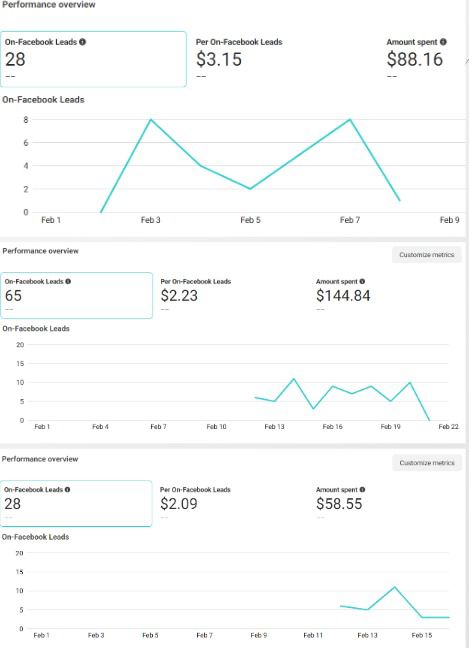 Performance overview
On-Facebook Leads Per On-Facebook Leads Amount spent
28 $3.15 $88.16
-- -- --
On-Facebook Leads
8
6
4
2
0
Feb 1 Feb 3 Feb 5 Feb 7 Feb 9
Performance overview Customize metrics
On-Facebook Leads Per On-Facebook Leads Amount spent
65 $2.23 $144.84
-- -- --
On-Facebook Leads
20
15
10
5
0
Feb 1 Feb 4 Feb 7 Feb 10 Feb 13 Feb 16 Feb 19 Feb 22
Performance overview Customize metrics
On-Facebook Leads Per On-Facebook Leads Amount spent
28 $2.09 $58.55
-- -- --
On-Facebook Leads
20
15
10
5
0
Feb 1 Feb 3 Feb 5 Feb 7 Feb 9 Feb 11 Feb 13 Feb 15